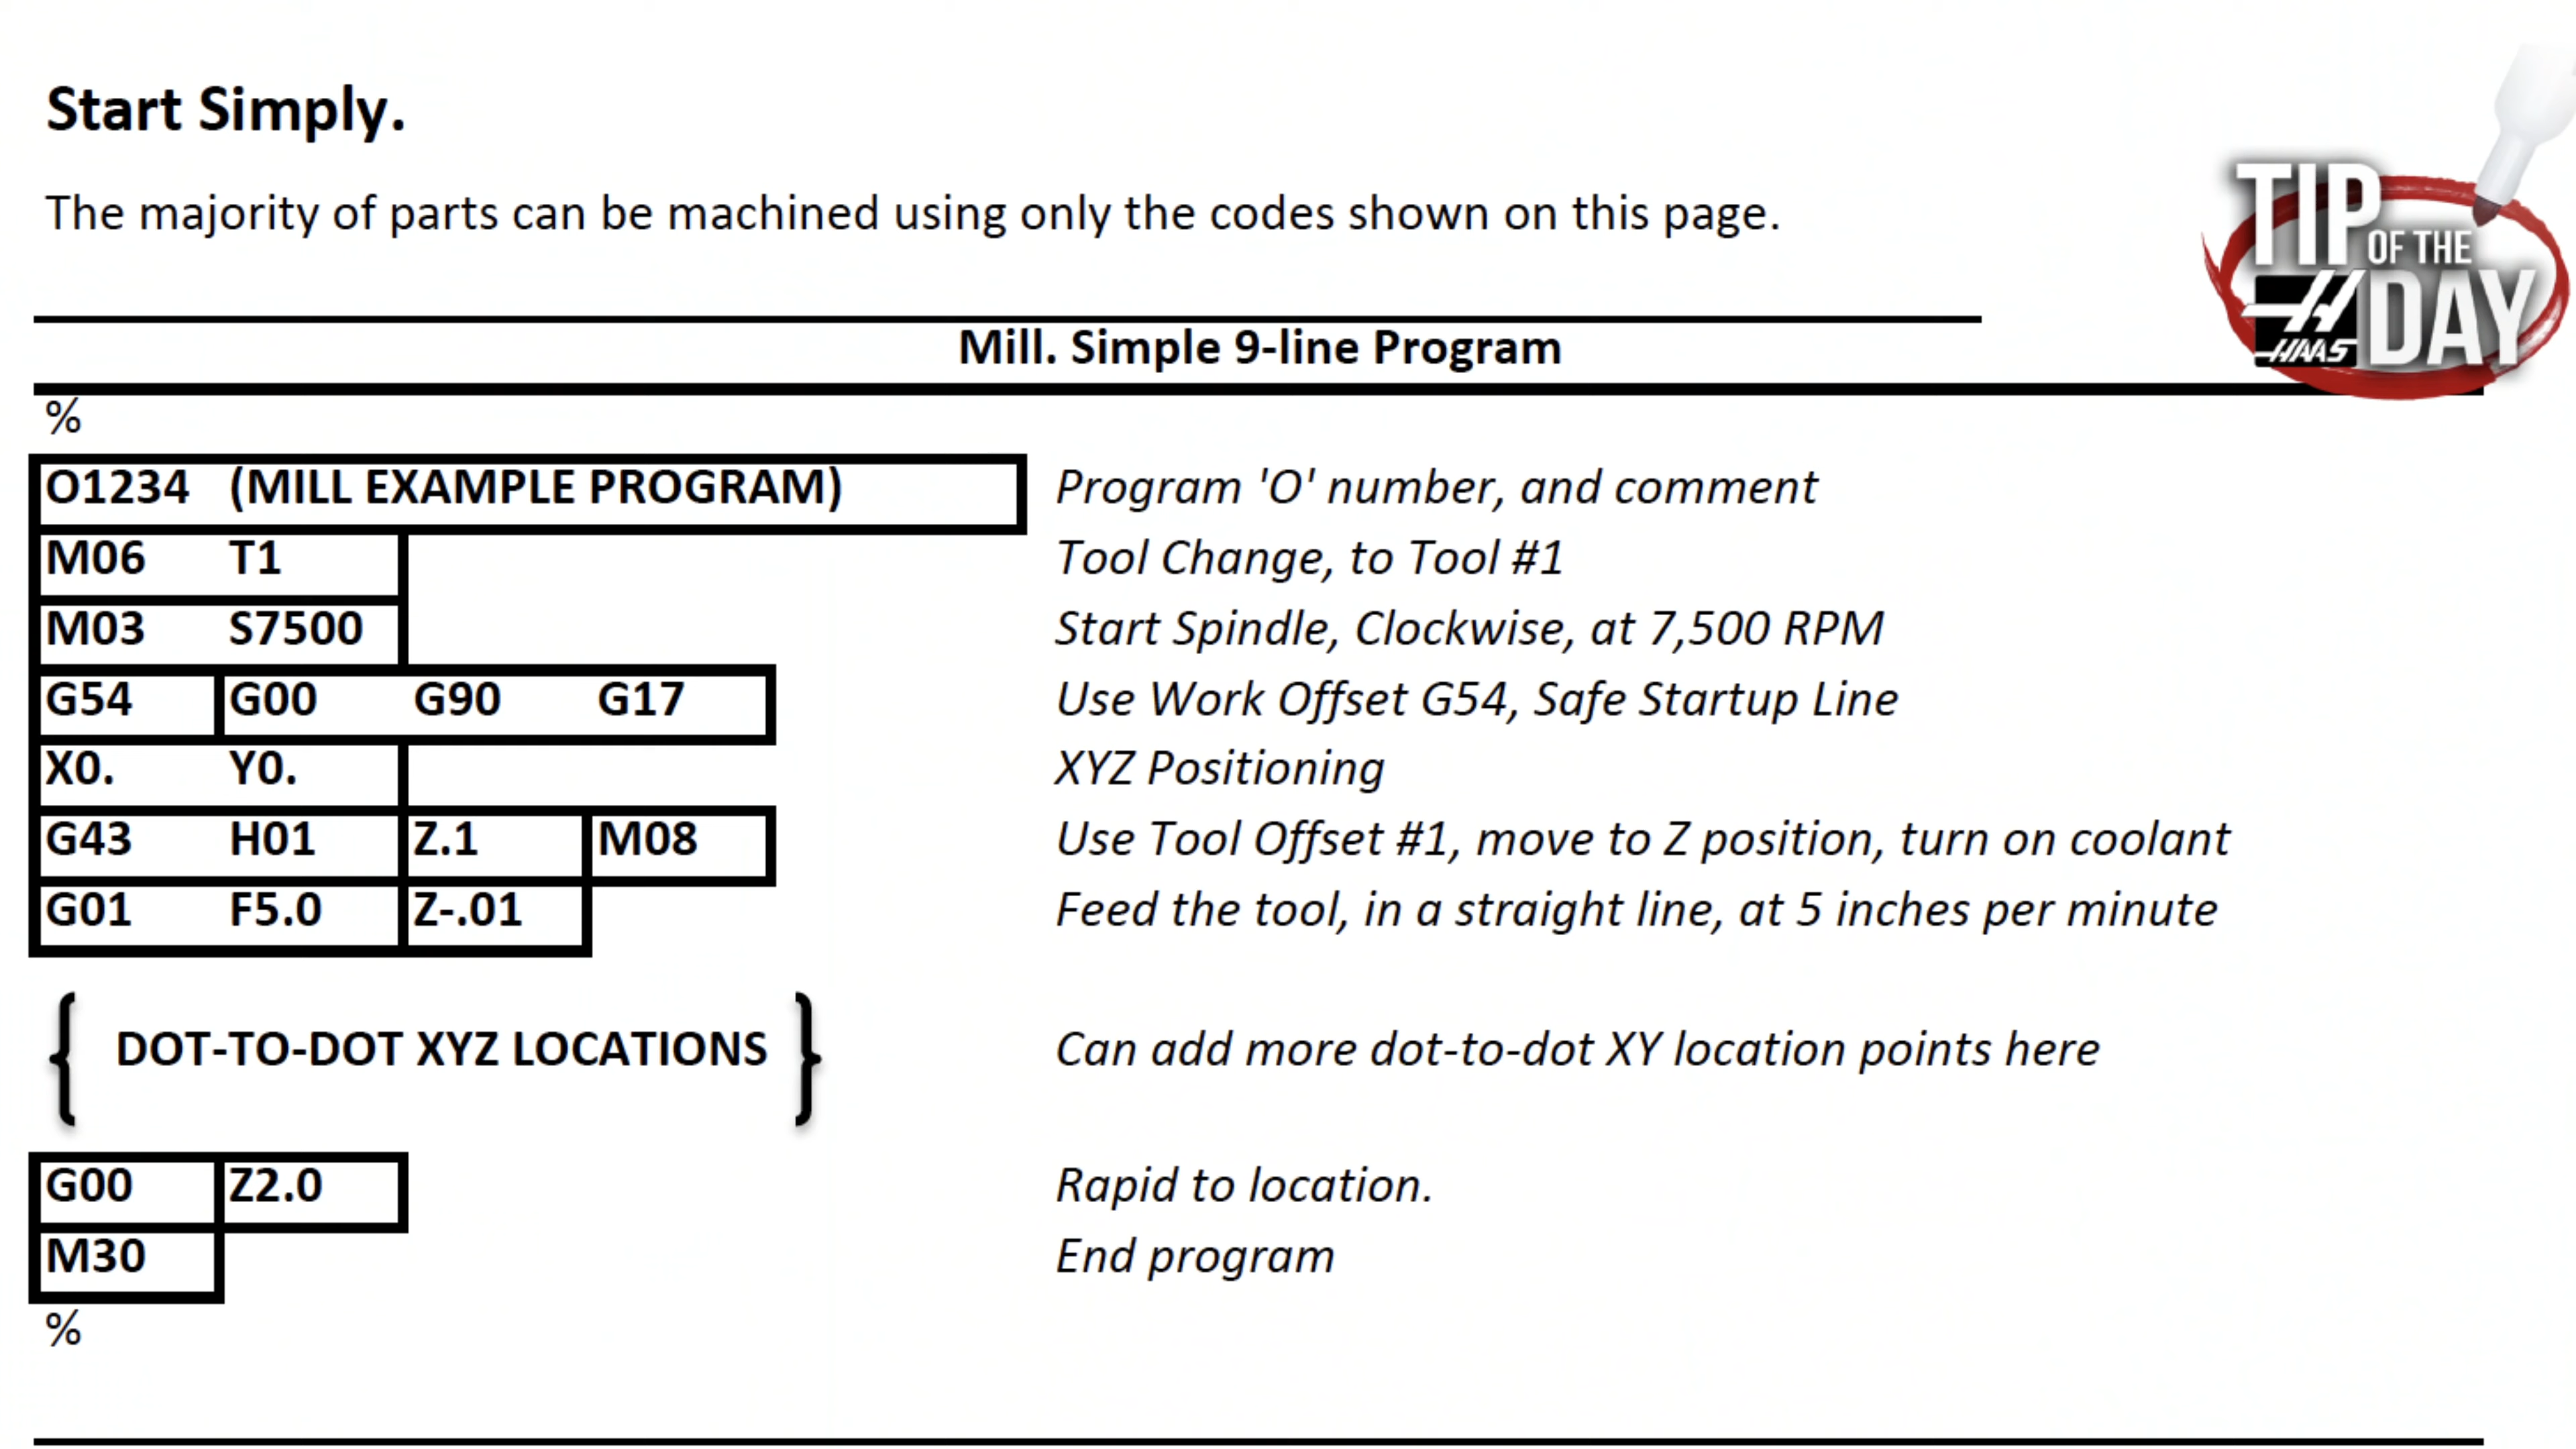 Start Simply.
The majority of parts can be machined using only the codes shown on this page.
TIP OF THE
HAAS DAY
Mill. Simple 9-line Program
%
O1234 (MILL EXAMPLE PROGRAM) Program 'O' number, and comment
M06 T1 Tool Change, to Tool #1
M03 S7500 Start Spindle, Clockwise, at 7,500 RPM
G54 G00 G90 G17 Use Work Offset G54, Safe Startup Line
X0. Y0. XYZ Positioning
G43 H01 Z.1 M08 Use Tool Offset #1, move to Z position, turn on coolant
G01 F5.0 Z-.01 Feed the tool, in a straight line, at 5 inches per minute
{ DOT-TO-DOT XYZ LOCATIONS } Can add more dot-to-dot XY location points here
G00 Z2.0 Rapid to location.
M30 End program
%